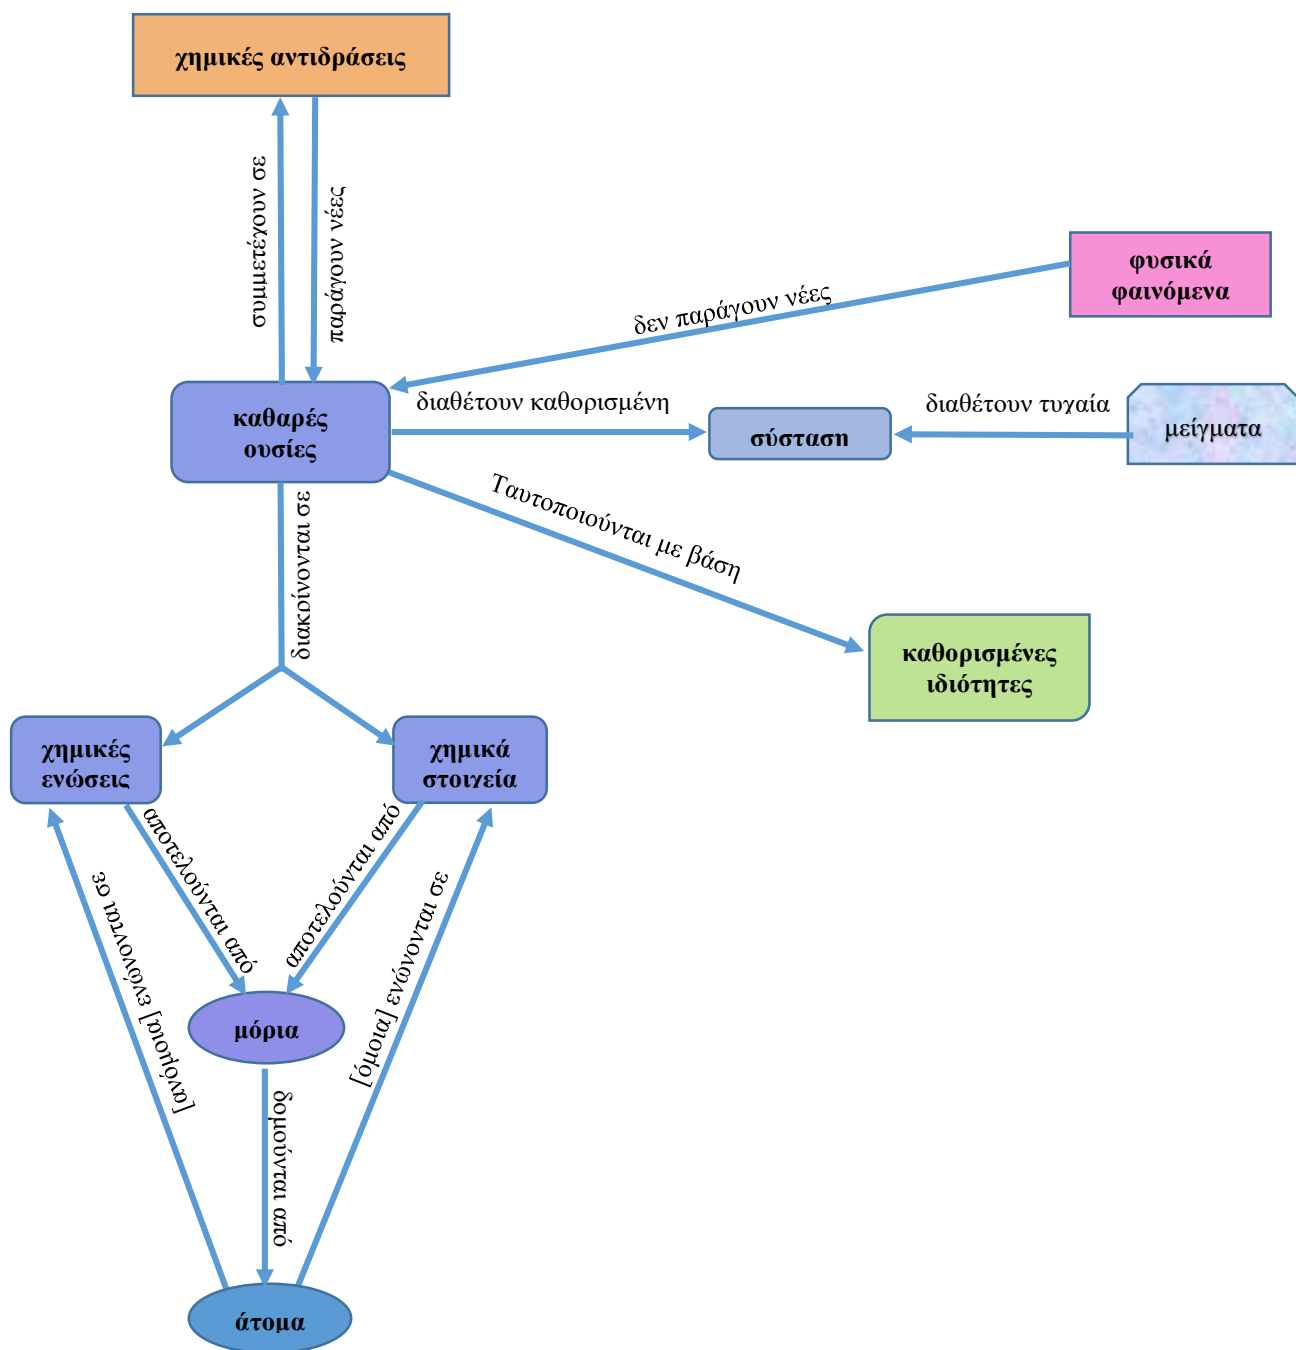 χημικές αντιδράσεις
συμμετέχουν σε
παράγουν νέες
φυσικά
φαινόμενα
δεν παράγουν νέες
καθαρές
ουσίες
διαθέτουν καθορισμένη
σύσταση
διαθέτουν τυχαία
μείγματα
Ταυτοποιούνται με βάση
διακρίνονται σε
καθορισμένες
ιδιότητες
χημικές
ενώσεις
χημικά
στοιχεία
αποτελούνται από
αποτελούνται από
[ανόμοια] ενώνονται σε
[όμοια] ενώνονται σε
μόρια
δομούνται από
άτομα